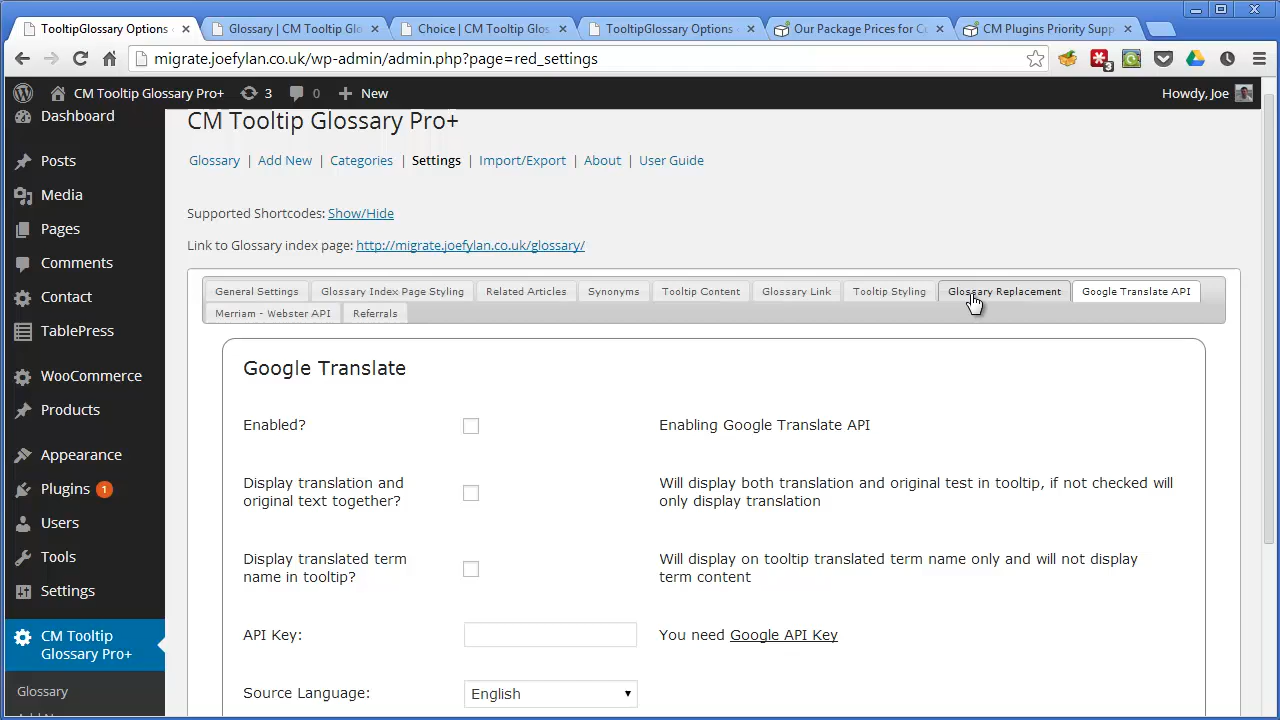 TooltipGlossary Options
Glossary | CM Tooltip Glo
Choice | CM Tooltip Glos
TooltipGlossary Options
Our Package Prices for Cu
CM Plugins Priority Supp
migrate.joefylan.co.uk/wp-admin/admin.php?page=red_settings
3
CM Tooltip Glossary Pro+
3
0
New
Howdy, Joe
Dashboard
Posts
Media
Pages
Comments
Contact
TablePress
WooCommerce
Products
Appearance
Plugins 1
Users
Tools
Settings
CM Tooltip
Glossary Pro+
Glossary
CM Tooltip Glossary Pro+
Glossary | Add New | Categories | Settings | Import/Export | About | User Guide
Supported Shortcodes: Show/Hide
Link to Glossary index page: http://migrate.joefylan.co.uk/glossary/
General Settings Glossary Index Page Styling Related Articles Synonyms Tooltip Content Glossary Link Tooltip Styling Glossary Replacement Google Translate API
Merriam - Webster API Referrals
Google Translate
Enabled?
Enabling Google Translate API
Display translation and
original text together?
Will display both translation and original test in tooltip, if not checked will
only display translation
Display translated term
name in tooltip?
Will display on tooltip translated term name only and will not display
term content
API Key:
You need Google API Key
Source Language:
English